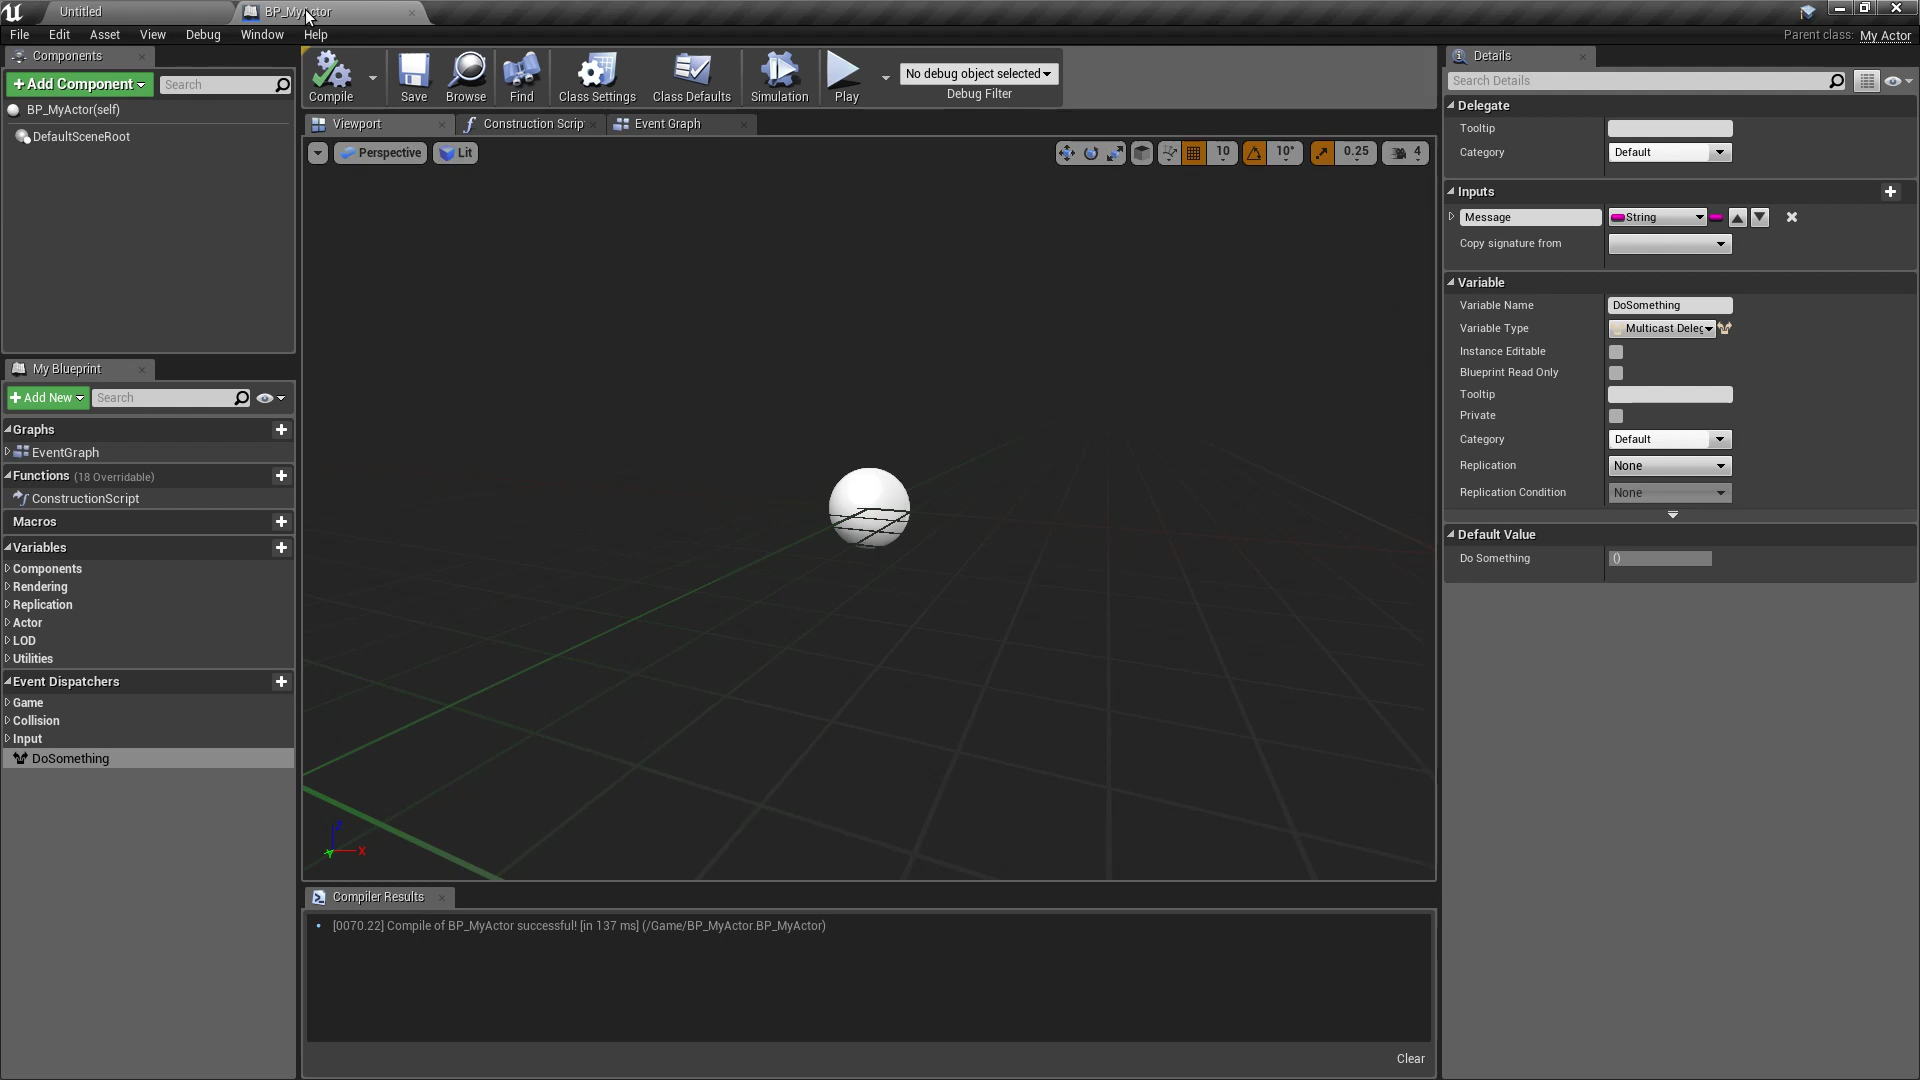 Untitled
BP_MyActor
File Edit Asset View Debug Window Help
Parent class: My Actor
Components
+ Add Component
Search
BP_MyActor(self)
DefaultSceneRoot
My Blueprint
+ Add New
Search
Graphs
EventGraph
Functions (18 Overridable)
ConstructionScript
Macros
Variables
Components
Rendering
Replication
Actor
LOD
Utilities
Event Dispatchers
Game
Collision
Input
DoSomething
Compile
Save
Browse
Find
Class Settings
Class Defaults
Simulation
Play
No debug object selected
Debug Filter
Viewport
Construction Scrip
Event Graph
Perspective
Lit
10
10°
0.25
4
Z
Y
X
Compiler Results
[0070.22] Compile of BP_MyActor successful! [in 137 ms] (/Game/BP_MyActor.BP_MyActor)
Clear
Details
Search Details
Delegate
Tooltip
Category Default
Inputs
Message String
Copy signature from
Variable
Variable Name DoSomething
Variable Type Multicast Deleg
Instance Editable
Blueprint Read Only
Tooltip
Private
Category Default
Replication None
Replication Condition None
Default Value
Do Something ()